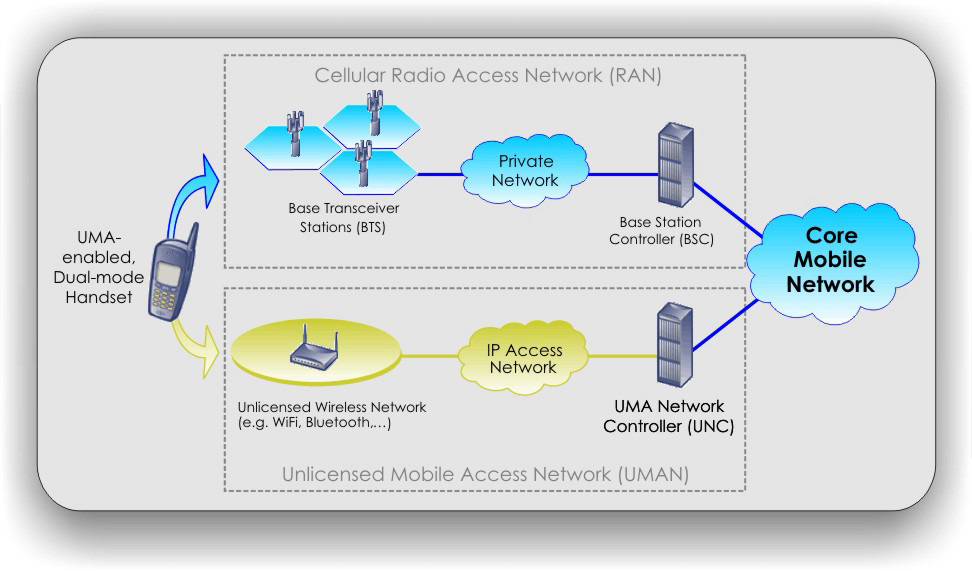 Cellular Radio Access Network (RAN)
Private
Network
Base Transceiver
Stations (BTS)
Base Station
Controller (BSC)
UMA-
enabled,
Dual-mode
Handset
Core
Mobile
Network
IP Access
Network
Unlicensed Wireless Network
(e.g. WiFi, Bluetooth,...)
UMA Network
Controller (UNC)
Unlicensed Mobile Access Network (UMAN)